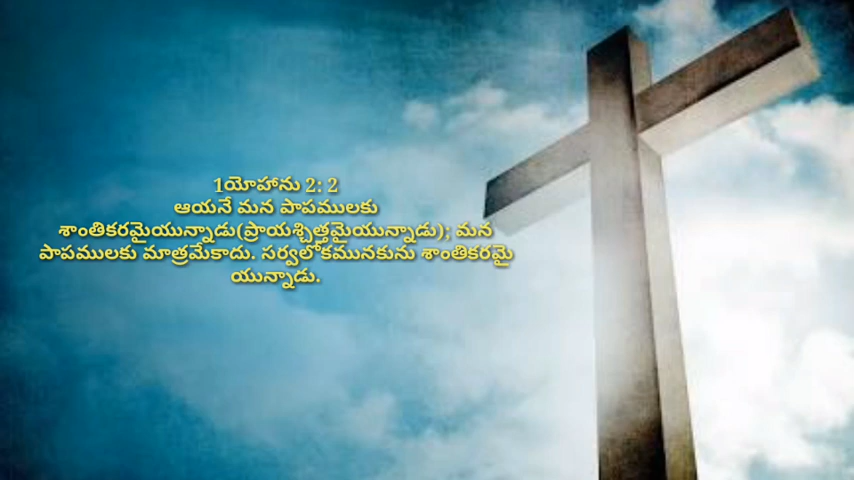 1యోహాను 2: 2
ఆయనే మన పాపములకు
శాంతికరమైయున్నాడు(ప్రాయశ్చిత్తమైయున్నాడు); మన
పాపములకు మాత్రమేకాదు. సర్వలోకమునకును శాంతికరమై
యున్నాడు.